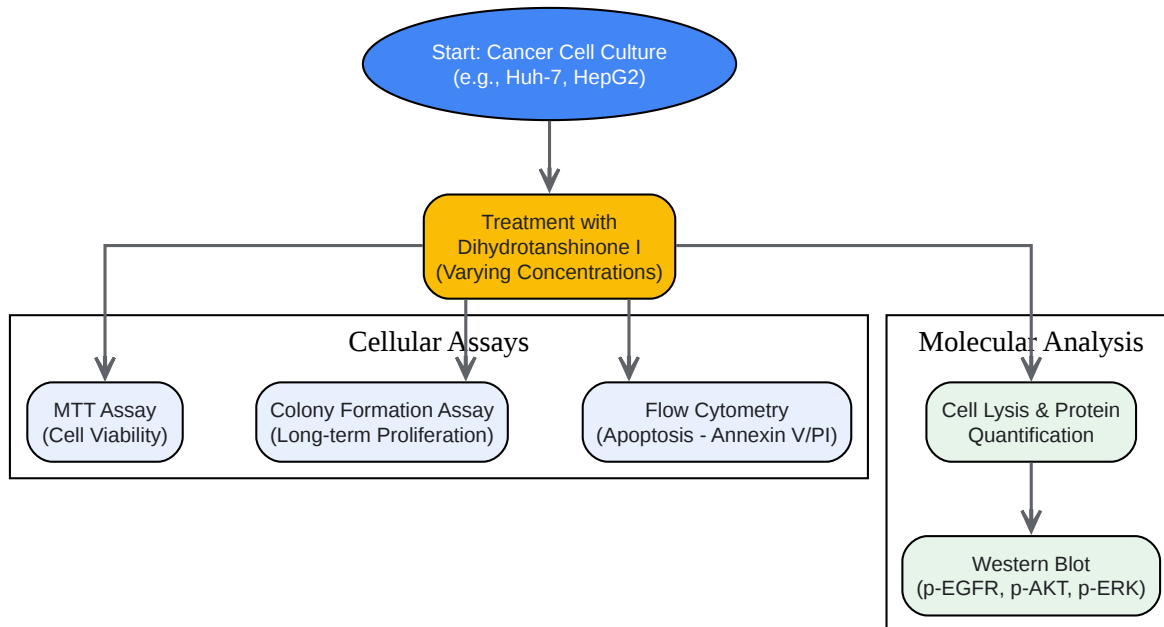 Start: Cancer Cell Culture
(e.g., Huh-7, HepG2)
Treatment with
Dihydrotanshinone I
(Varying Concentrations)
Cellular Assays
MTT Assay
(Cell Viability)
Colony Formation Assay
(Long-term Proliferation)
Flow Cytometry
(Apoptosis - Annexin V/PI)
Molecular Analysis
Cell Lysis & Protein
Quantification
Western Blot
(p-EGFR, p-AKT, p-ERK)